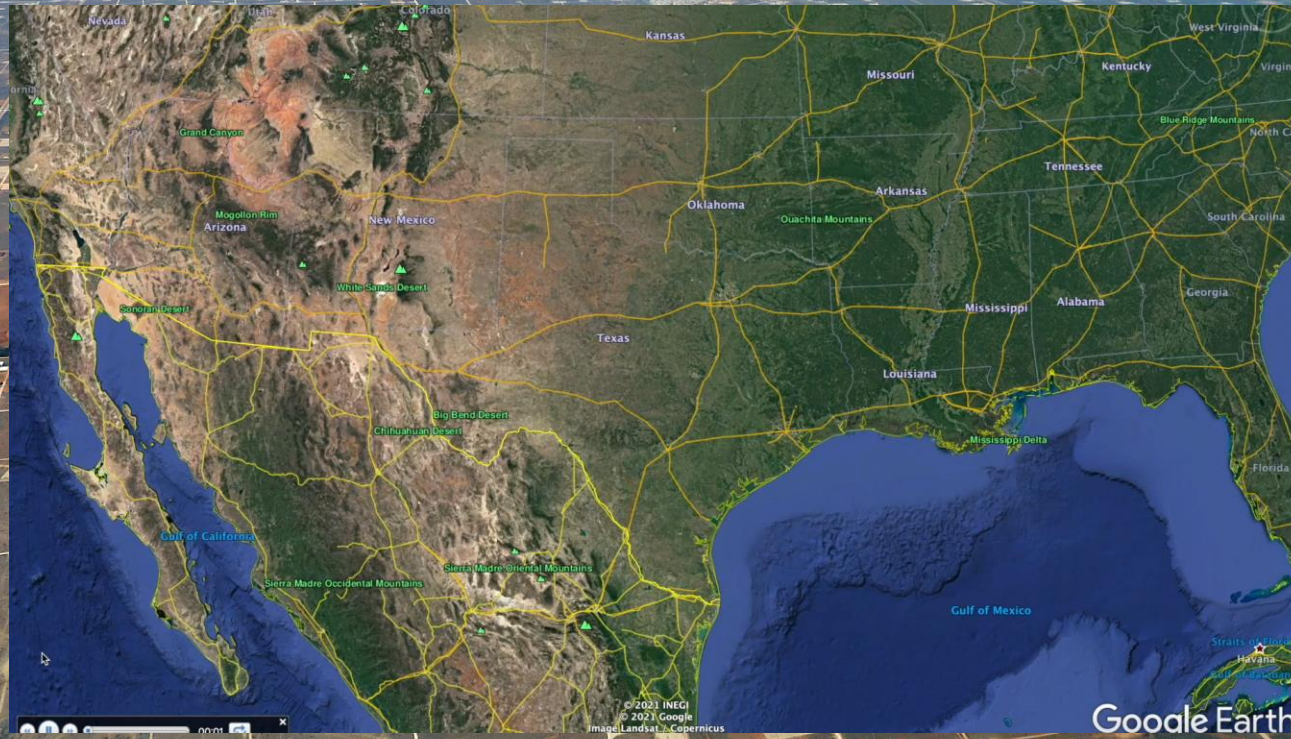 Nevada
Utah
Colorado
Kansas
West Virginia
Missouri
Kentucky
Grand Canyon
Blue Ridge Mountains
Tennessee
Arkansas
Oklahoma
Mogollon Rim
Arizona
New Mexico
Ouachita Mountains
South Carolina
White Sands Desert
Sonoran Desert
Georgia
Mississippi
Alabama
Texas
Louisiana
Big Bend Desert
Chihuahuan Desert
Mississippi Delta
Florida
Gulf of California
Sierra Madre Oriental Mountains
Sierra Madre Occidental Mountains
Gulf of Mexico
Straits of
Havana
© 2021 INEGI
© 2021 Google
Image Landsat / Copernicus
Google Earth
00:01